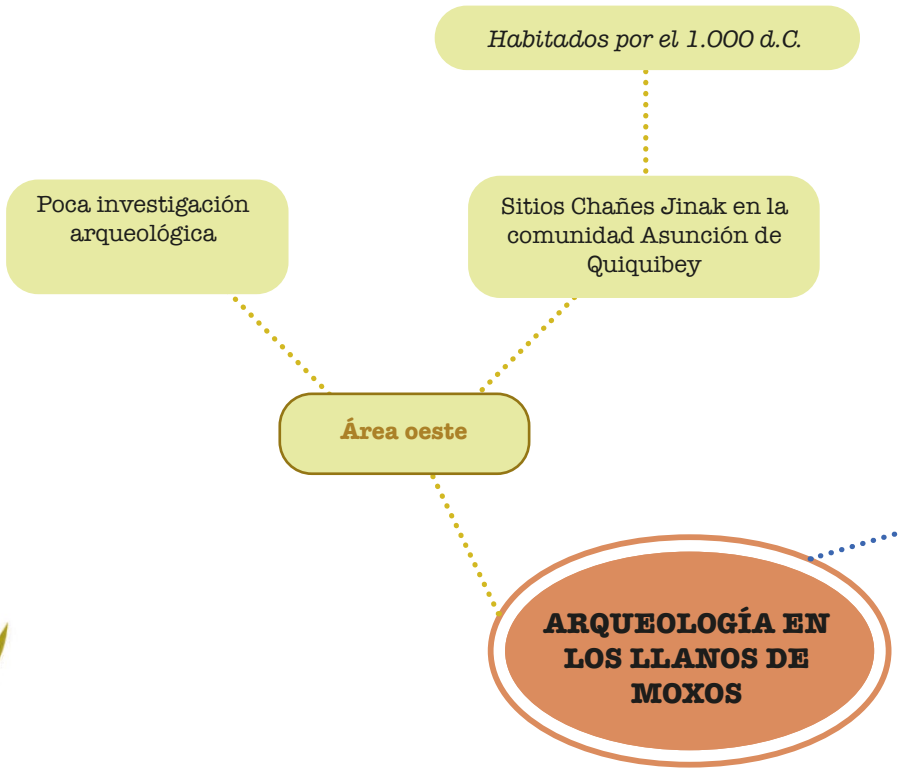 Habitados por el 1.000 d.C.
Poca investigación
arqueológica
Sitios Chañes Jinak en la
comunidad Asunción de
Quiquibey
Área oeste
ARQUEOLOGÍA EN
LOS LLANOS DE
MOXOS